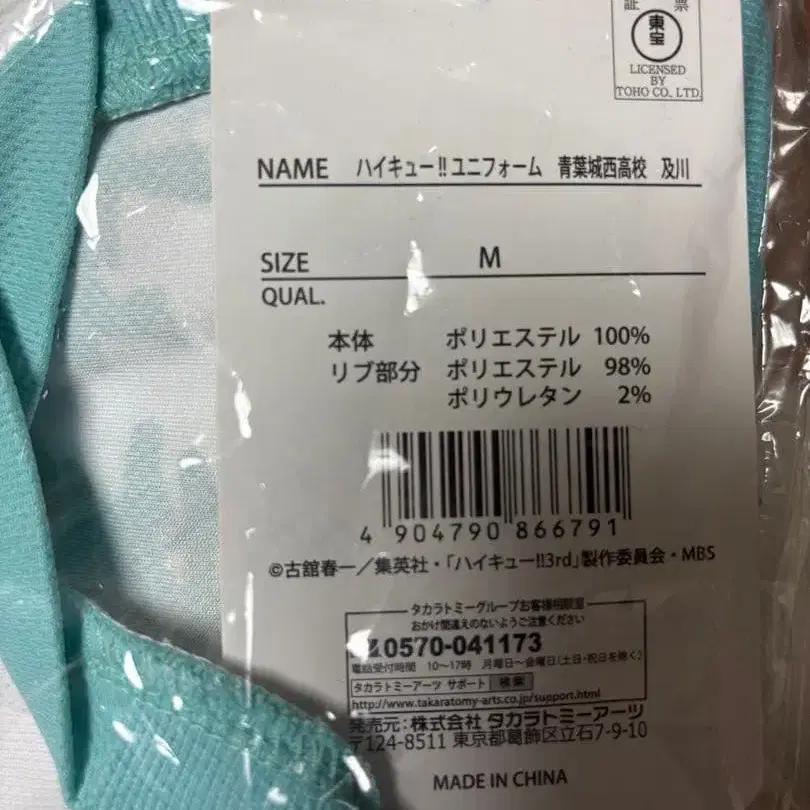 証 票
東宝
LICENSED
BY
TOHO CO., LTD.
NAME ハイキュー!!ユニフォーム 青葉城西高校 及川
SIZE M
QUAL.
本体 ポリエステル 100%
リブ部分 ポリエステル 98%
ポリウレタン 2%
4 904790 866791
©古舘春一/集英社・「ハイキュー!!3rd」製作委員会・MBS
タカラトミーグループお客様相談室
おかけ間違えのないようご注意ください
0570-041173
電話受付時間 10〜17時 月曜日〜金曜日(土日・祝日を除く)
タカラトミーアーツ サポート 検索
http://www.takaratomy-arts.co.jp/support.html
発売元:株式会社 タカラトミーアーツ
〒124-8511 東京都葛飾区立石7-9-10
MADE IN CHINA